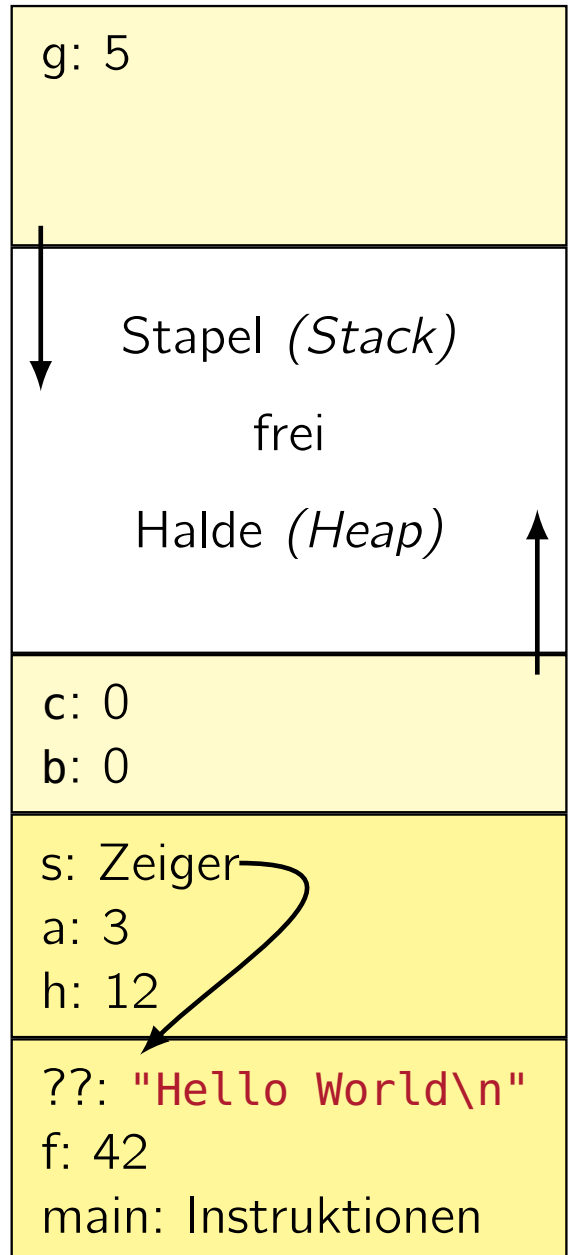 g: 5
Stapel (Stack)
frei
Halde (Heap)
c: 0
b: 0
s: Zeiger
a: 3
h: 12
??: "Hello World\n"
f: 42
main: Instruktionen